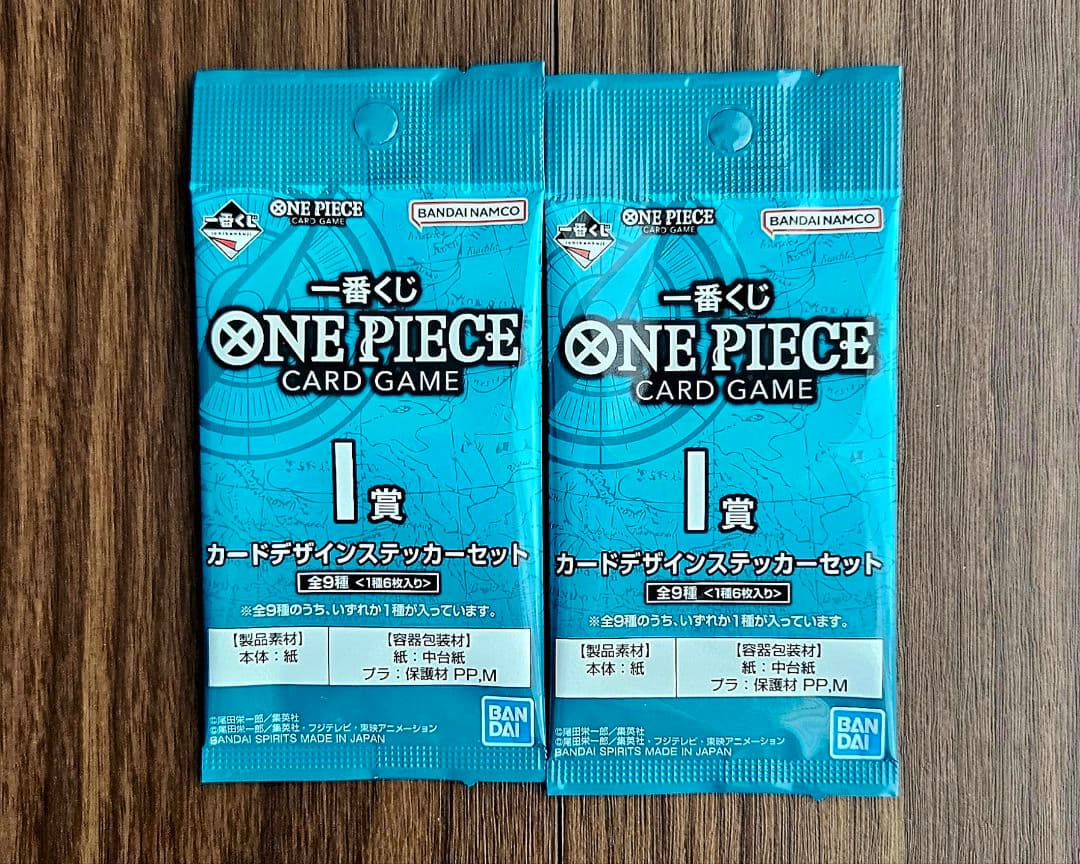 一番くじ
ichibankuji
ONE PIECE
CARD GAME
BANDAI NAMCO
一番くじ
ONE PIECE
CARD GAME
I賞
カードデザインステッカーセット
全9種 <1種6枚入り>
※全9種のうち、いずれか1種が入っています。
【製品素材】
本体：紙
【容器包装材】
紙：中台紙
プラ：保護材 PP,M
©尾田栄一郎／集英社
©尾田栄一郎／集英社・フジテレビ・東映アニメーション
BANDAI SPIRITS MADE IN JAPAN
BAN
DAI
一番くじ
ichibankuji
ONE PIECE
CARD GAME
BANDAI NAMCO
一番くじ
ONE PIECE
CARD GAME
I賞
カードデザインステッカーセット
全9種 <1種6枚入り>
※全9種のうち、いずれか1種が入っています。
【製品素材】
本体：紙
【容器包装材】
紙：中台紙
プラ：保護材 PP,M
©尾田栄一郎／集英社
©尾田栄一郎／集英社・フジテレビ・東映アニメーション
BANDAI SPIRITS MADE IN JAPAN
BAN
DAI